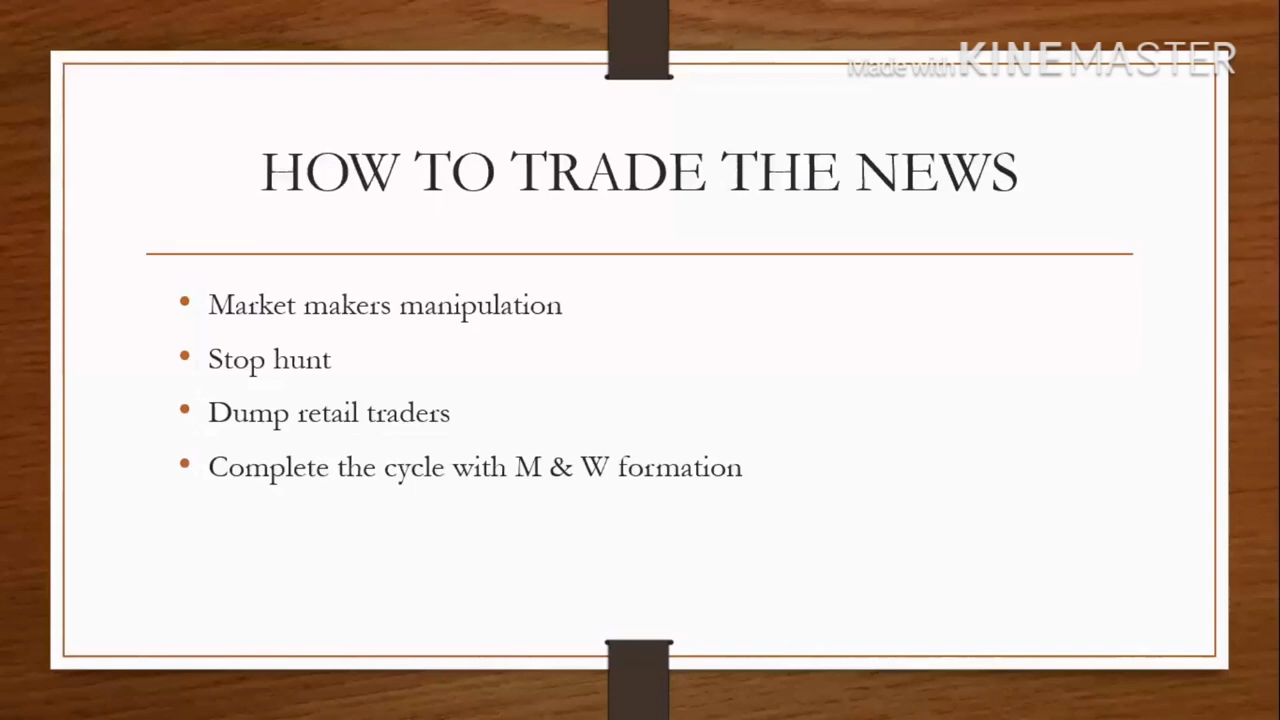 Made with KINEMASTER
HOW TO TRADE THE NEWS
Market makers manipulation
Stop hunt
Dump retail traders
Complete the cycle with M & W formation